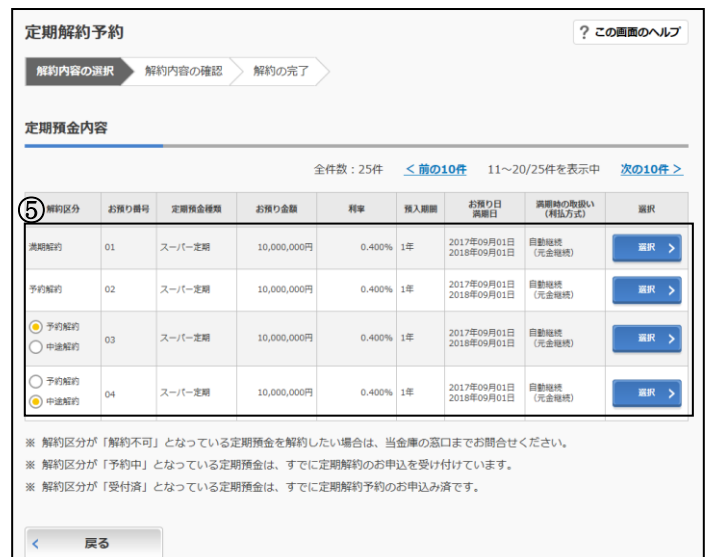 定期解約予約
? この画面のヘルプ
解約内容の選択 解約内容の確認 解約の完了
定期預金内容
全件数：25件 ＜前の10件 11～20/25件を表示中 次の10件＞
⑤ 解約区分 お預り番号 定期預金種類 お預り金額 利率 預入期間 お預り日 満期日 満期時の取扱い （利払方式） 選択
満期解約 01 スーパー定期 10,000,000円 0.400% 1年 2017年09月01日 2018年09月01日 自動継続 （元金継続） 選択
予約解約 02 スーパー定期 10,000,000円 0.400% 1年 2017年09月01日 2018年09月01日 自動継続 （元金継続） 選択
予約解約 中途解約 03 スーパー定期 10,000,000円 0.400% 1年 2017年09月01日 2018年09月01日 自動継続 （元金継続） 選択
予約解約 中途解約 04 スーパー定期 10,000,000円 0.400% 1年 2017年09月01日 2018年09月01日 自動継続 （元金継続） 選択
※ 解約区分が「解約不可」となっている定期預金を解約したい場合は、当金庫の窓口までお問合せください。
※ 解約区分が「予約中」となっている定期預金は、すでに定期解約のお申込を受け付けています。
※ 解約区分が「受付済」となっている定期預金は、すでに定期解約予約のお申込み済です。
戻る